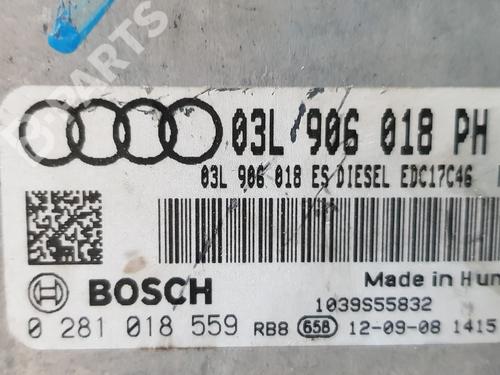 B-PARTS
03L 906 018 PH
03L 906 018 ES DIESEL EDC17C46
Made in Hun
BOSCH
1039S55832
0 281 018 559 RB8 658 12-09-08 1415